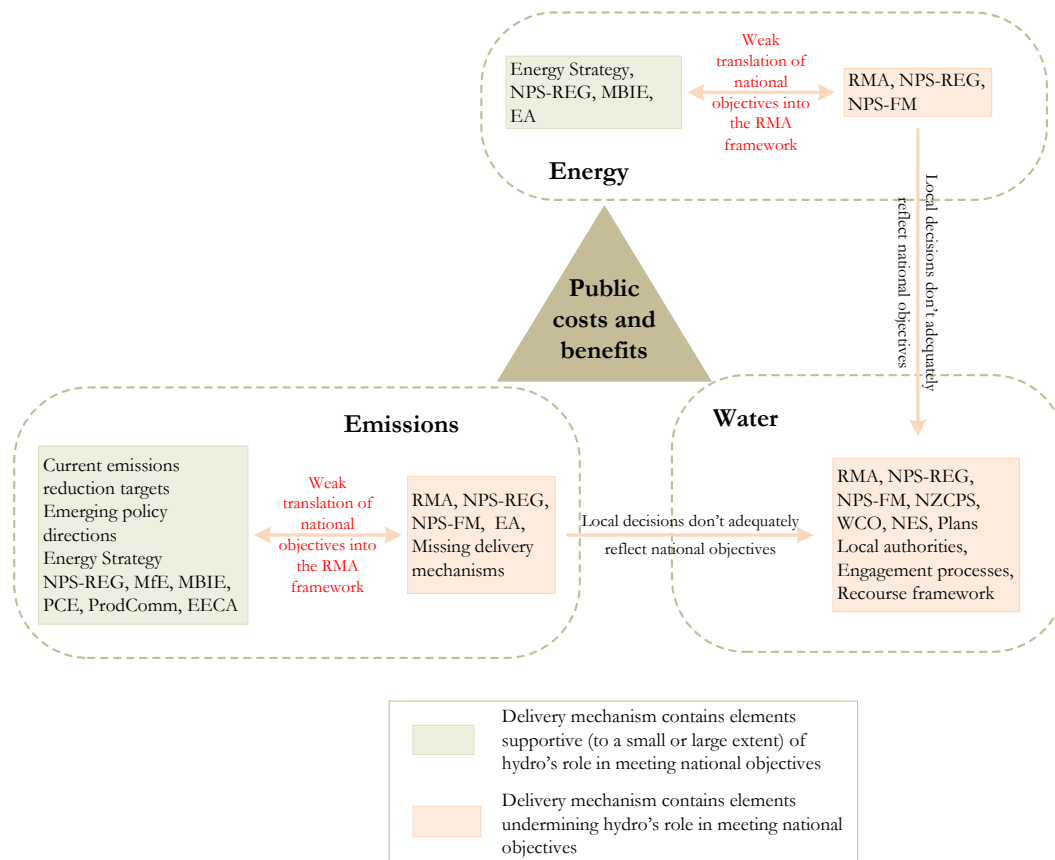 Energy Strategy,
NPS-REG, MBIE,
EA
Weak
translation of
national
objectives into
the RMA
framework
RMA, NPS-REG,
NPS-FM
Energy
Local decisions don't adequately
reflect national objectives
Public
costs and
benefits
Emissions
Current emissions
reduction targets
Emerging policy
directions
Energy Strategy
NPS-REG, MfE, MBIE,
PCE, ProdComm, EECA
Weak
translation of
national
objectives into
the RMA
framework
RMA, NPS-REG,
NPS-FM, EA,
Missing delivery
mechanisms
Local decisions don't adequately
reflect national objectives
Water
RMA, NPS-REG,
NPS-FM, NZCPS,
WCO, NES, Plans
Local authorities,
Engagement processes,
Recourse framework
Delivery mechanism contains elements
supportive (to a small or large extent) of
hydro's role in meeting national objectives
Delivery mechanism contains elements
undermining hydro's role in meeting national
objectives